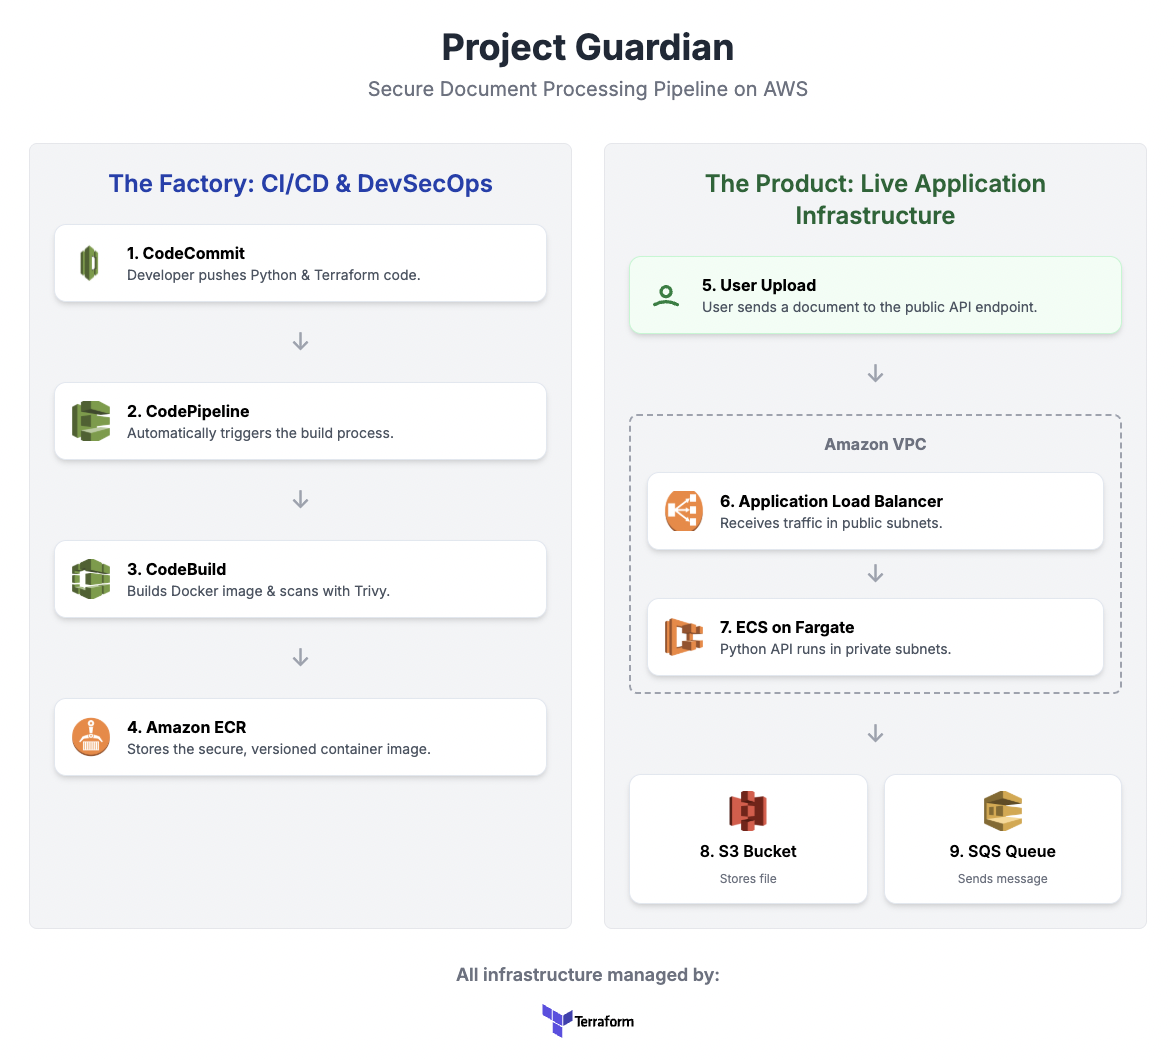 Project Guardian
Secure Document Processing Pipeline on AWS
The Factory: CI/CD & DevSecOps
1. CodeCommit
Developer pushes Python & Terraform code.
2. CodePipeline
Automatically triggers the build process.
3. CodeBuild
Builds Docker image & scans with Trivy.
4. Amazon ECR
Stores the secure, versioned container image.
The Product: Live Application
Infrastructure
5. User Upload
User sends a document to the public API endpoint.
Amazon VPC
6. Application Load Balancer
Receives traffic in public subnets.
7. ECS on Fargate
Python API runs in private subnets.
8. S3 Bucket
Stores file
9. SQS Queue
Sends message
All infrastructure managed by:
Terraform